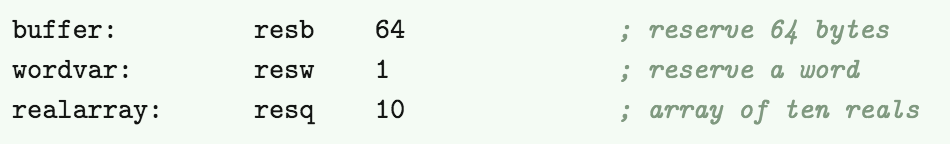 buffer: resb 64 ; reserve 64 bytes
wordvar: resw 1 ; reserve a word
realarray: resq 10 ; array of ten reals